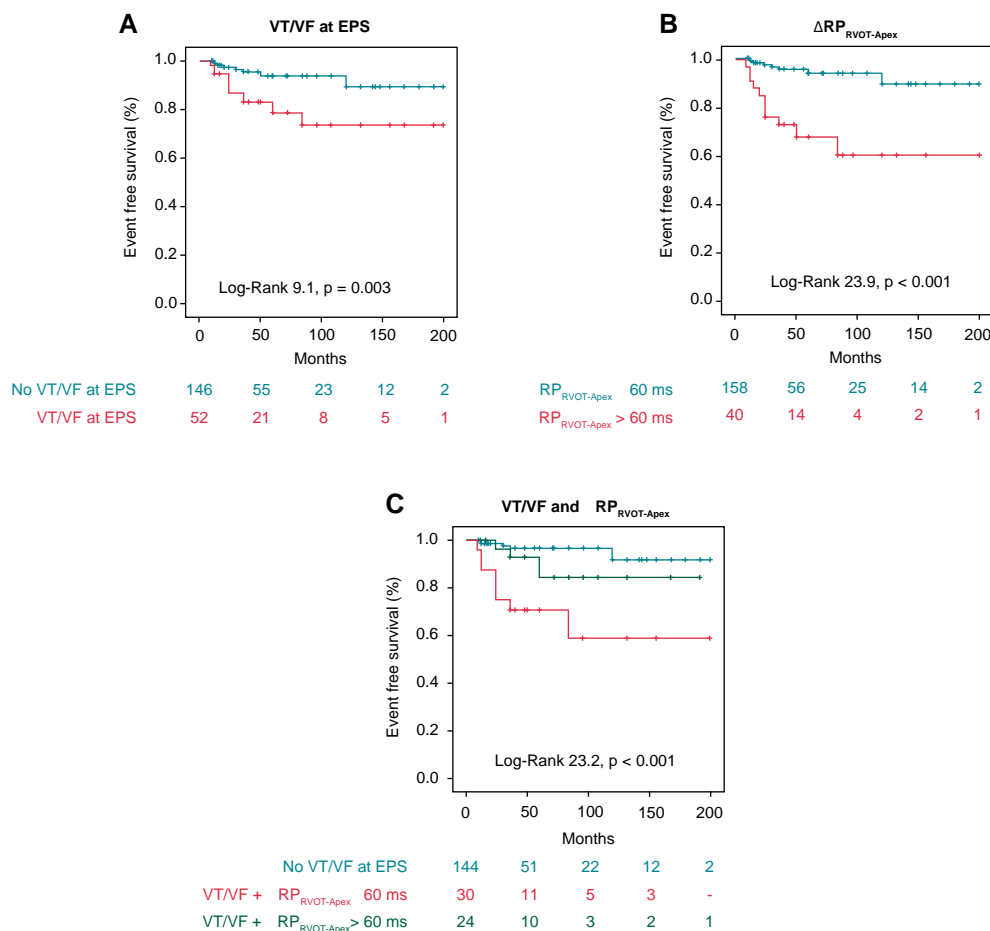 A
VT/VF at EPS
Event free survival (%)
1.0
0.8
0.6
0.4
0.2
0.0
Log-Rank 9.1, p = 0.003
0 50 100 150 200
Months
No VT/VF at EPS 146 55 23 12 2
VT/VF at EPS 52 21 8 5 1
B
ΔRP RVOT-Apex
Event free survival (%)
1.0
0.8
0.6
0.4
0.2
0.0
Log-Rank 23.9, p < 0.001
0 50 100 150 200
Months
RP RVOT-Apex 60 ms 158 56 25 14 2
RP RVOT-Apex > 60 ms 40 14 4 2 1
C
VT/VF and RP RVOT-Apex
Event free survival (%)
1.0
0.8
0.6
0.4
0.2
0.0
Log-Rank 23.2, p < 0.001
0 50 100 150 200
Months
No VT/VF at EPS 144 51 22 12 2
VT/VF + RP RVOT-Apex 60 ms 30 11 5 3 -
VT/VF + RP RVOT-Apex > 60 ms 24 10 3 2 1